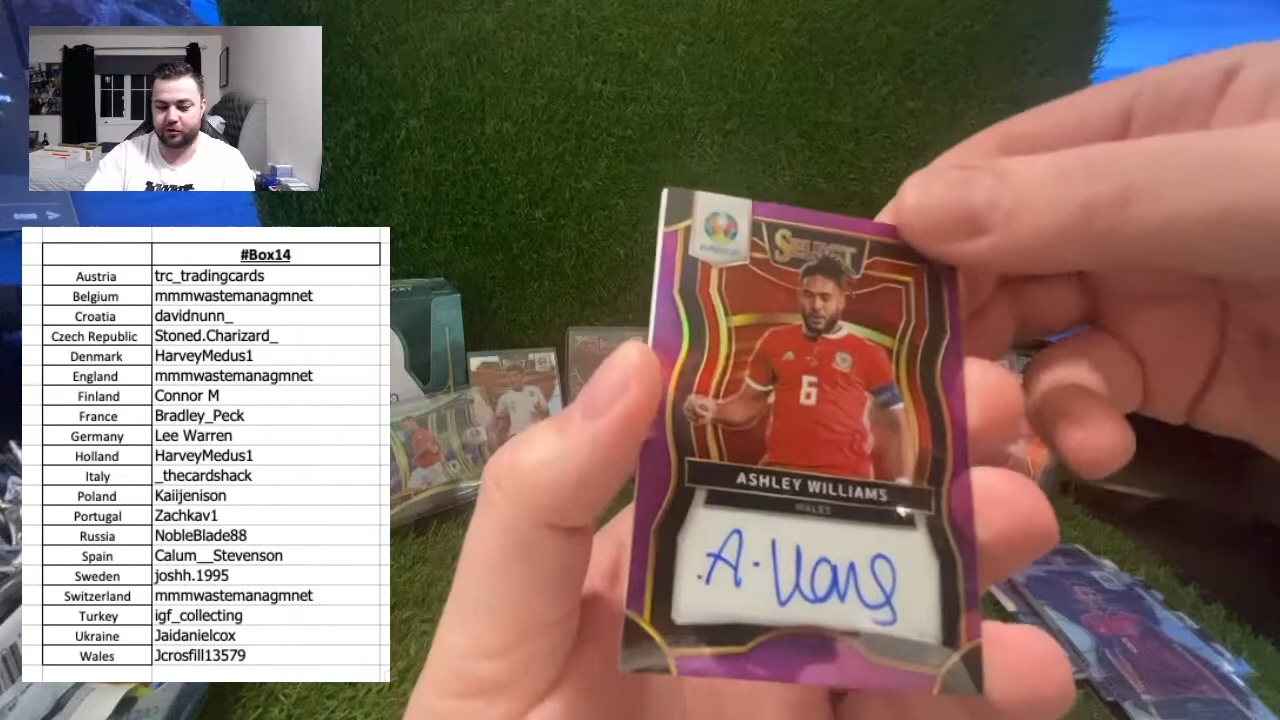 #Box14
Austria trc_tradingcards
Belgium mmmwastemanagmnet
Croatia davidnunn_
Czech Republic Stoned.Charizard_
Denmark HarveyMedus1
England mmmwastemanagmnet
Finland Connor M
France Bradley_Peck
Germany Lee Warren
Holland HarveyMedus1
Italy _thecardshack
Poland Kaiijenison
Portugal Zachkav1
Russia NobleBlade88
Spain Calum__Stevenson
Sweden joshh.1995
Switzerland mmmwastemanagmnet
Turkey igf_collecting
Ukraine Jaidanielcox
Wales Jcrosfill13579
SELECT
6
ASHLEY WILLIAMS
WALES